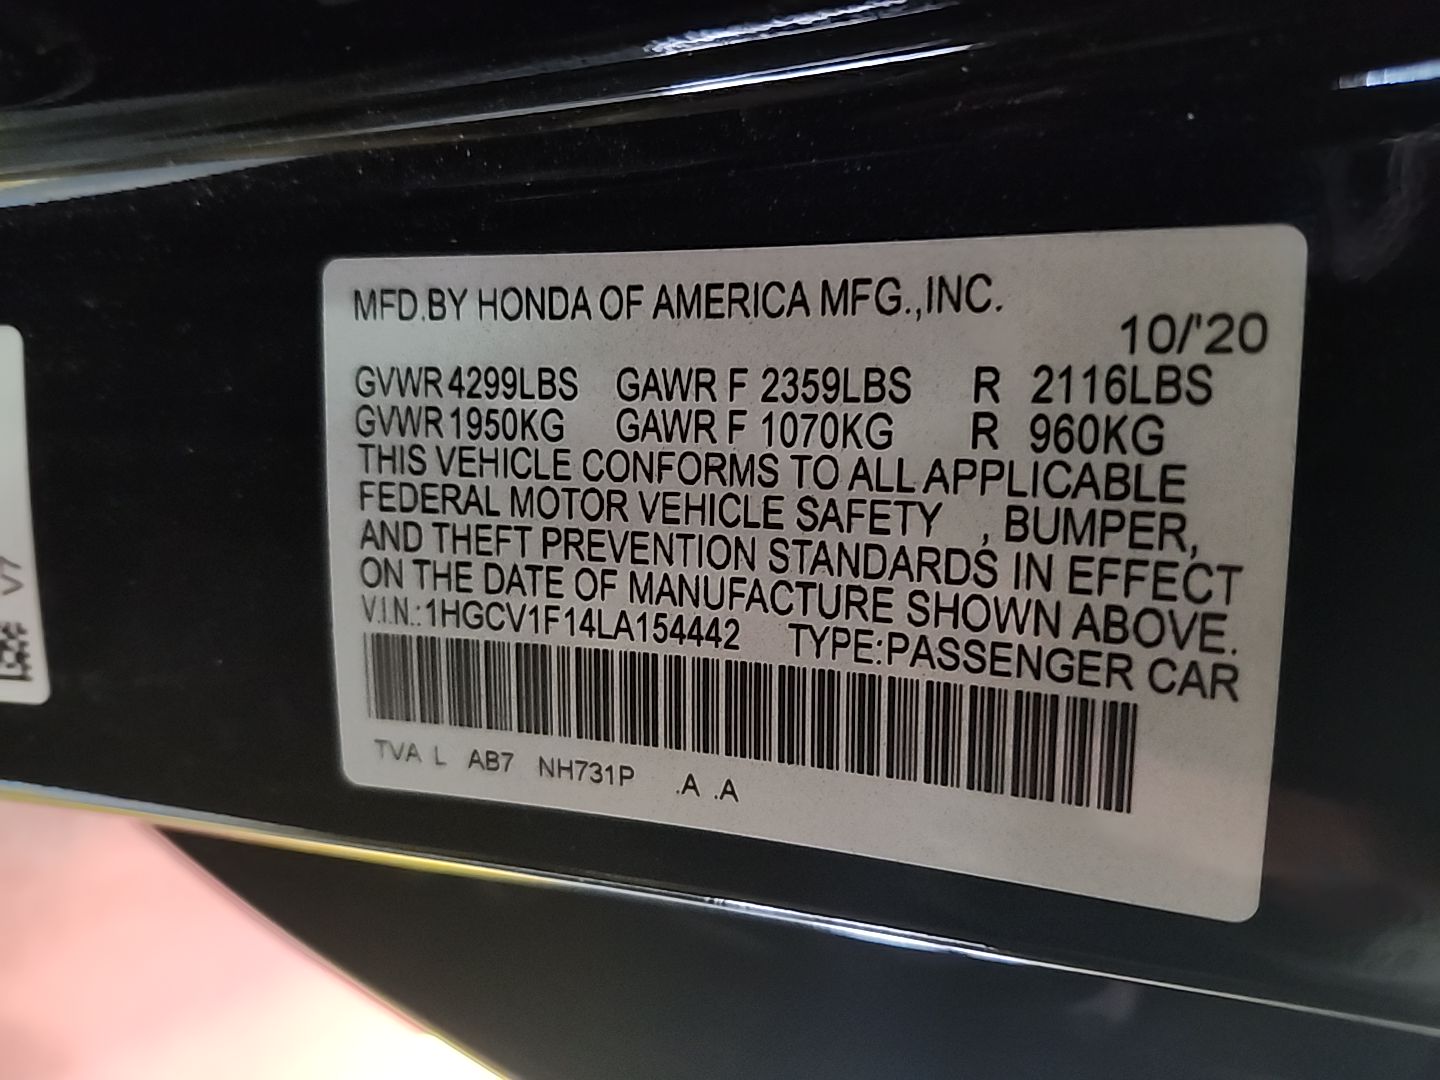 MFD.BY HONDA OF AMERICA MFG.,INC.
10/'20
GVWR 4299LBS GAWR F 2359LBS R 2116LBS
GVWR 1950KG GAWR F 1070KG R 960KG
THIS VEHICLE CONFORMS TO ALL APPLICABLE
FEDERAL MOTOR VEHICLE SAFETY , BUMPER,
AND THEFT PREVENTION STANDARDS IN EFFECT
ON THE DATE OF MANUFACTURE SHOWN ABOVE.
V.I.N.: 1HGCV1F14LA154442 TYPE:PASSENGER CAR
TVA L AB7 NH731P .A .A
V7